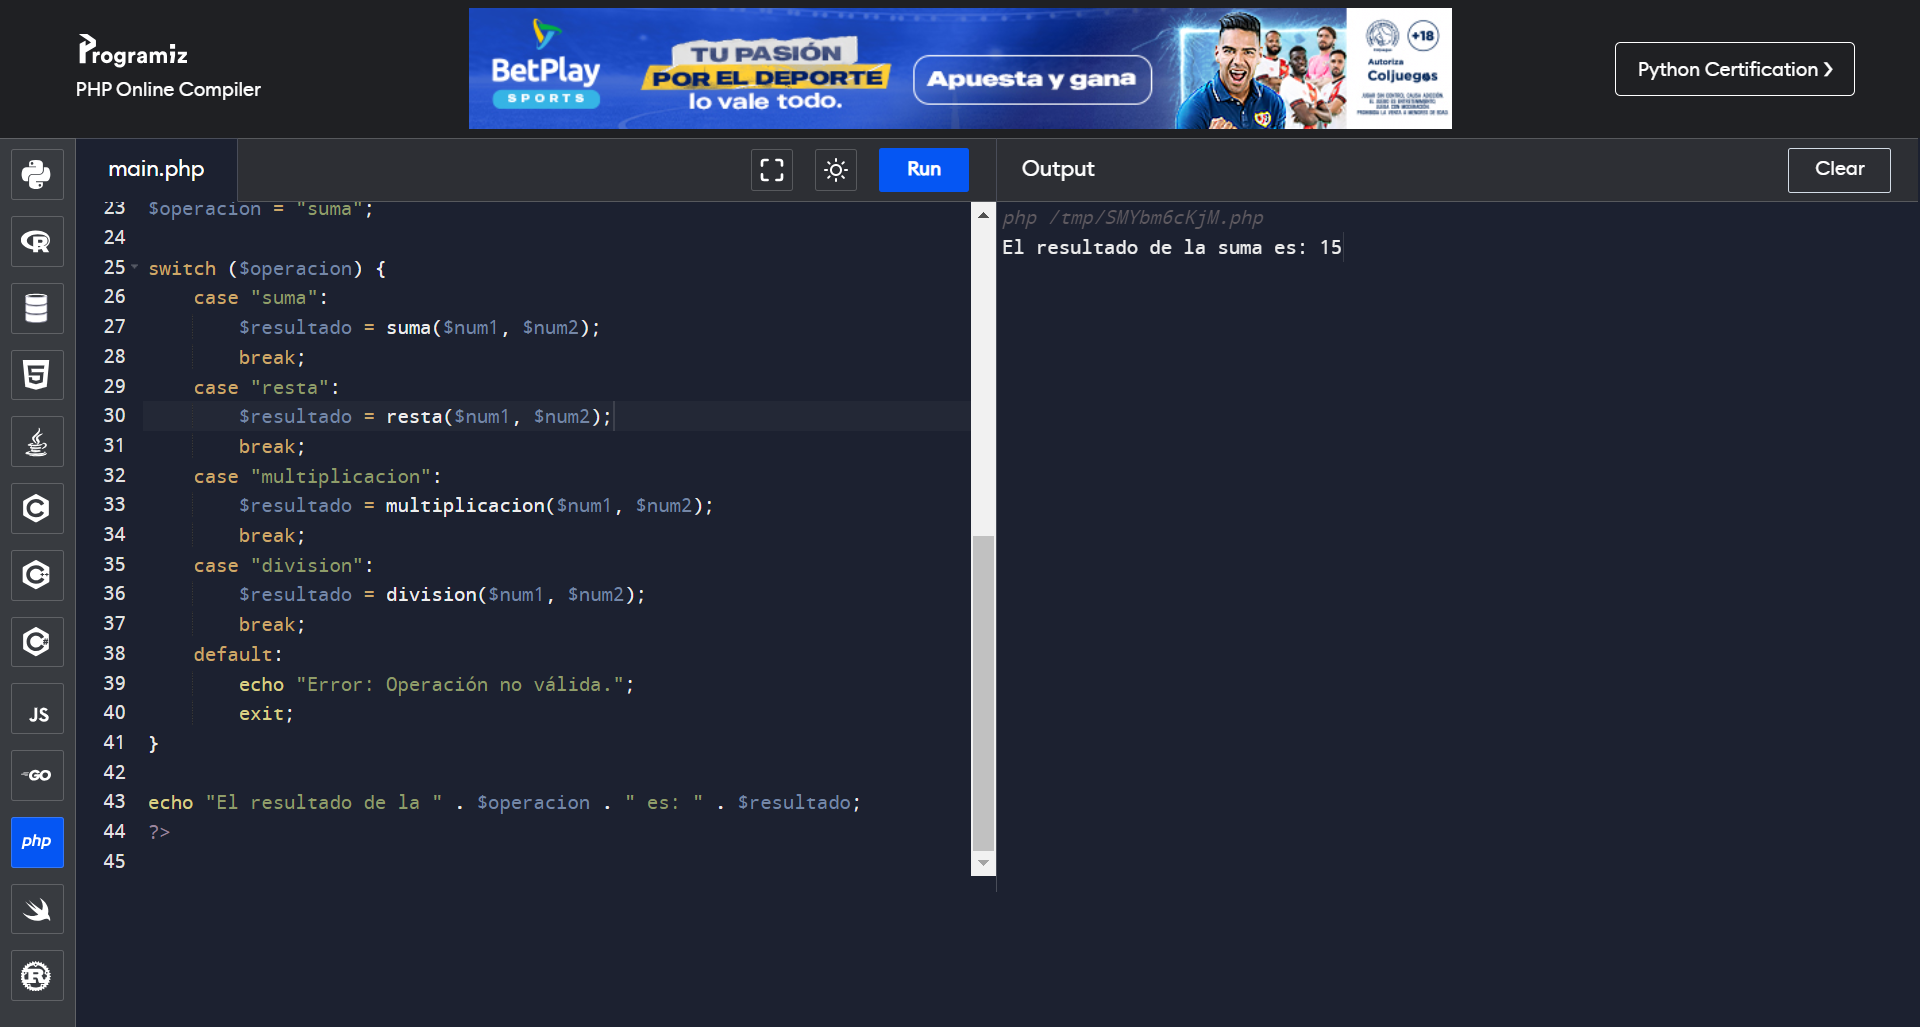 Programiz
PHP Online Compiler
BetPlay
SPORTS
TU PASIÓN
POR EL DEPORTE
lo vale todo.
Apuesta y gana
+18
Autoriza
Coljuegos
Python Certification ❯
main.php
Run
Output
Clear
23 $operacion = "suma";
24
25 switch ($operacion) {
26     case "suma":
27         $resultado = suma($num1, $num2);
28         break;
29     case "resta":
30         $resultado = resta($num1, $num2);
31         break;
32     case "multiplicacion":
33         $resultado = multiplicacion($num1, $num2);
34         break;
35     case "division":
36         $resultado = division($num1, $num2);
37         break;
38     default:
39         echo "Error: Operación no válida.";
40         exit;
41 }
42
43 echo "El resultado de la " . $operacion . " es: " . $resultado;
44 ?>
45
php /tmp/SMYbm6cKjM.php
El resultado de la suma es: 15
R
5
C
C++
C#
JS
GO
php
R